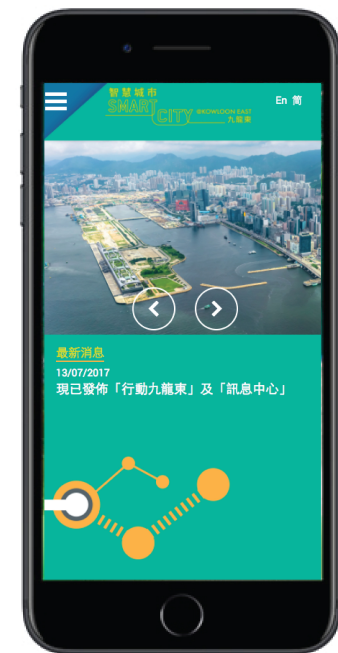 智慧城市
SMART
CITY @KOWLOON EAST
九龍東
En 简
最新消息
13/07/2017
現已發佈「行動九龍東」及「訊息中心」